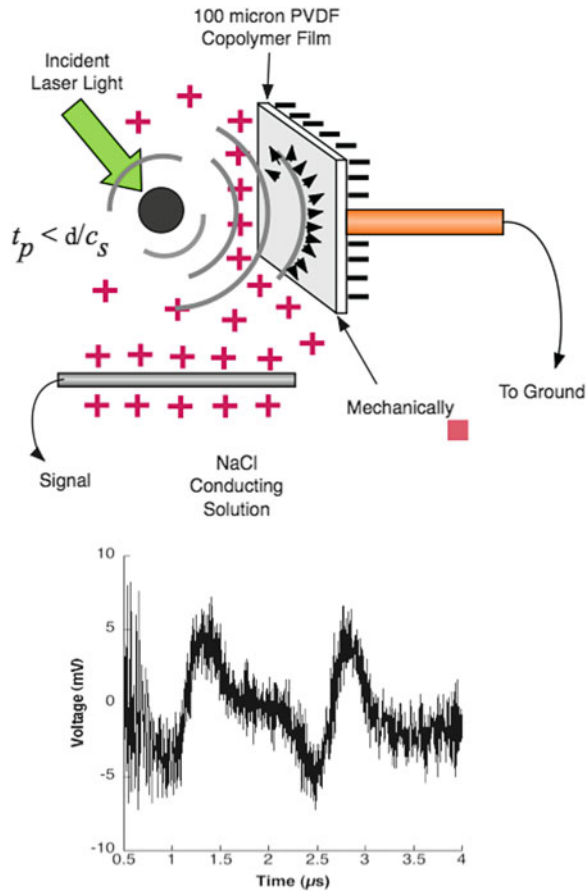 100 micron PVDF
Copolymer Film
Incident
Laser Light
t_p < d/c_s
Mechanically
To Ground
Signal
NaCl
Conducting
Solution
10
5
0
-5
-10
Voltage (mV)
0.5
1
1.5
2
2.5
3
3.5
4
Time (μs)